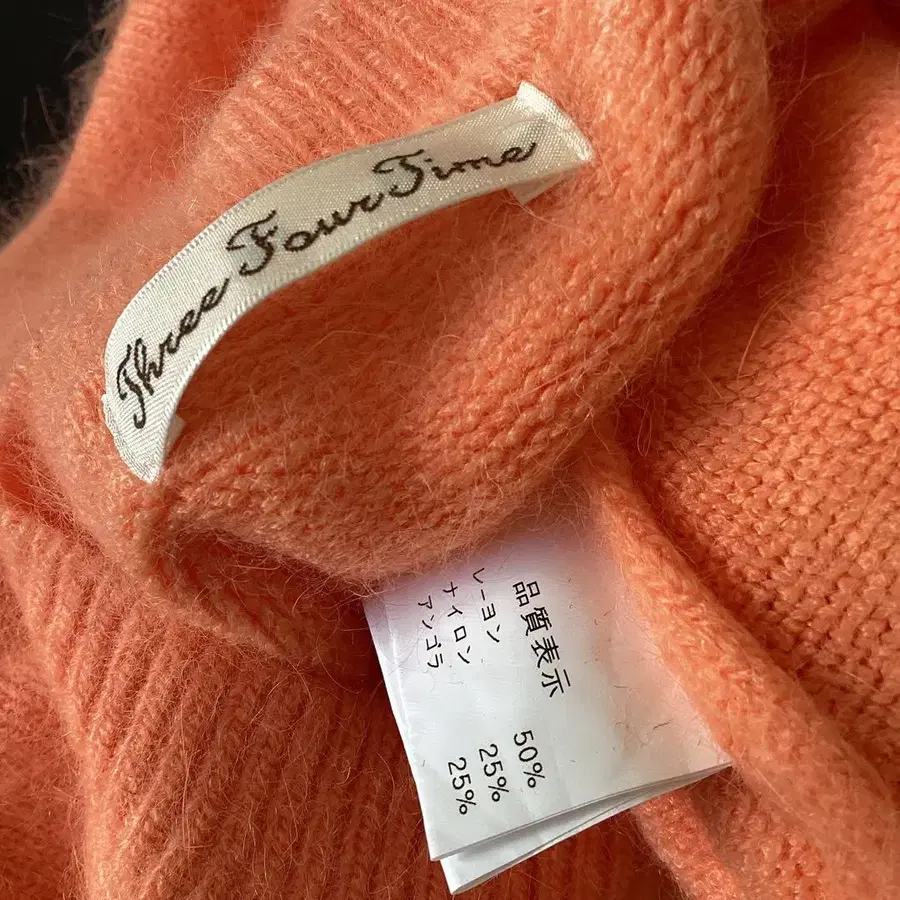 Three Four Time
品質表示
レーヨン 50%
ナイロン 25%
アンゴラ 25%